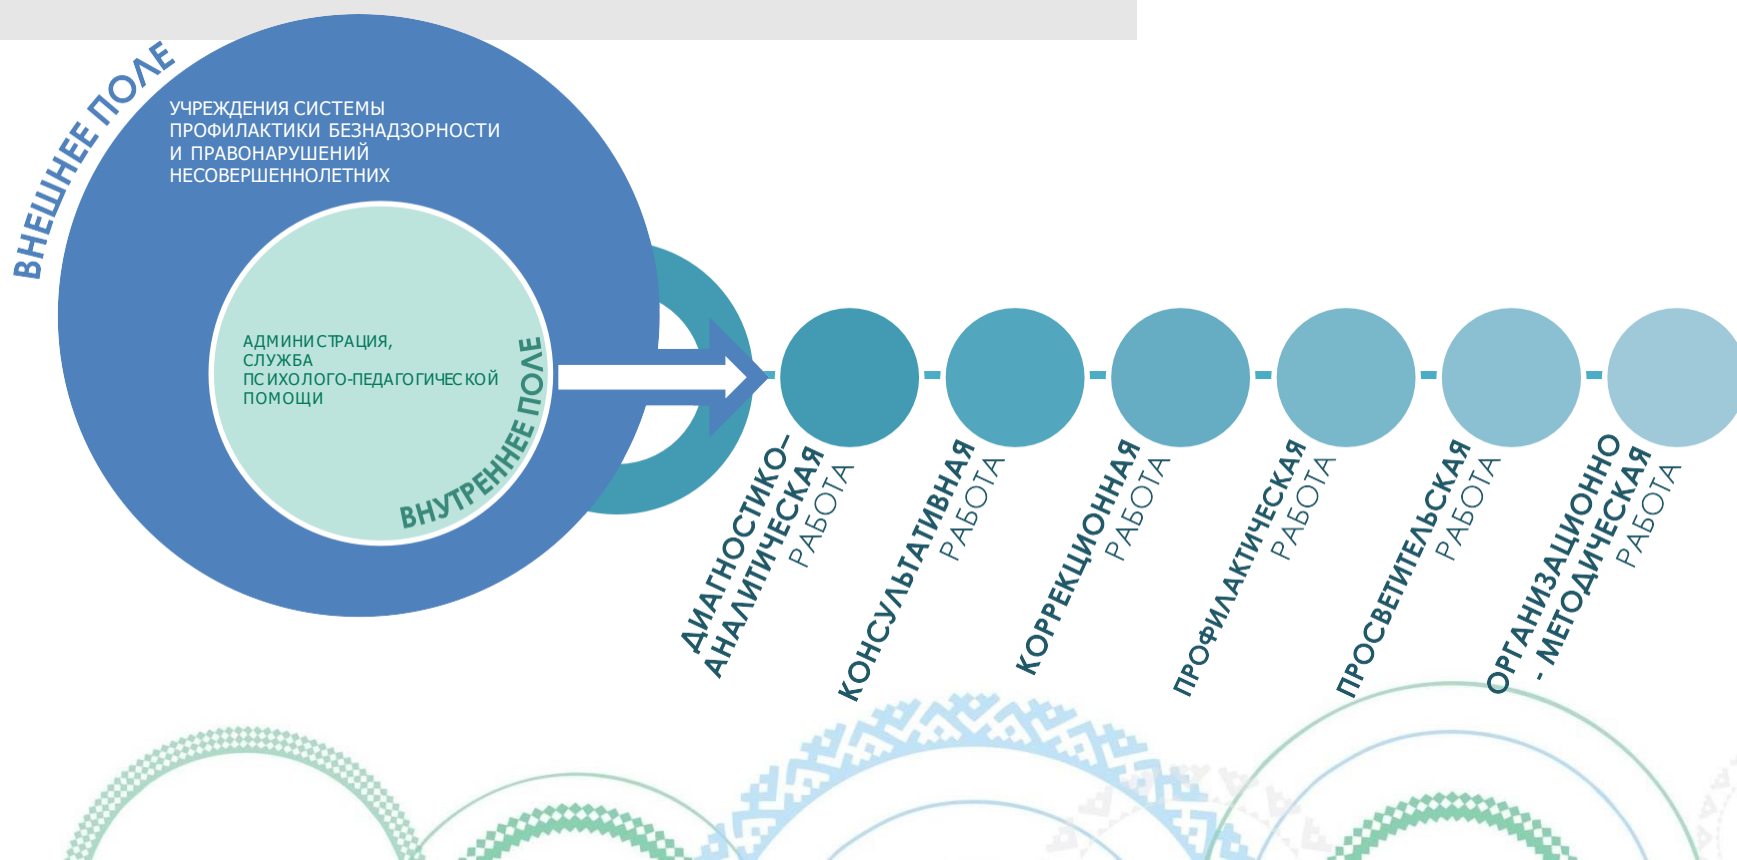 ВНЕШНЕЕ ПОЛЕ
УЧРЕЖДЕНИЯ СИСТЕМЫ
ПРОФИЛАКТИКИ БЕЗНАДЗОРНОСТИ
И ПРАВОНАРУШЕНИЙ
НЕСОВЕРШЕННОЛЕТНИХ
АДМИНИСТРАЦИЯ,
СЛУЖБА
ПСИХОЛОГО-ПЕДАГОГИЧЕСКОЙ
ПОМОЩИ
ВНУТРЕННЕЕ ПОЛЕ
ДИАГНОСТИКО–
АНАЛИТИЧЕСКАЯ
РАБОТА
КОНСУЛЬТАТИВНАЯ
РАБОТА
КОРРЕКЦИОННАЯ
РАБОТА
ПРОФИЛАКТИЧЕСКАЯ
РАБОТА
ПРОСВЕТИТЕЛЬСКАЯ
РАБОТА
ОРГАНИЗАЦИОННО
- МЕТОДИЧЕСКАЯ
РАБОТА